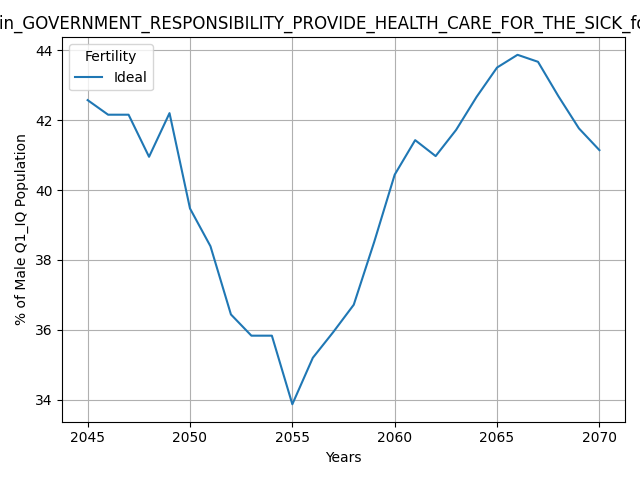 in_GOVERNMENT_RESPONSIBILITY_PROVIDE_HEALTH_CARE_FOR_THE_SICK_fo
Fertility
Ideal
44
42
40
38
36
34
% of Male Q1_IQ Population
2045 2050 2055 2060 2065 2070
Years